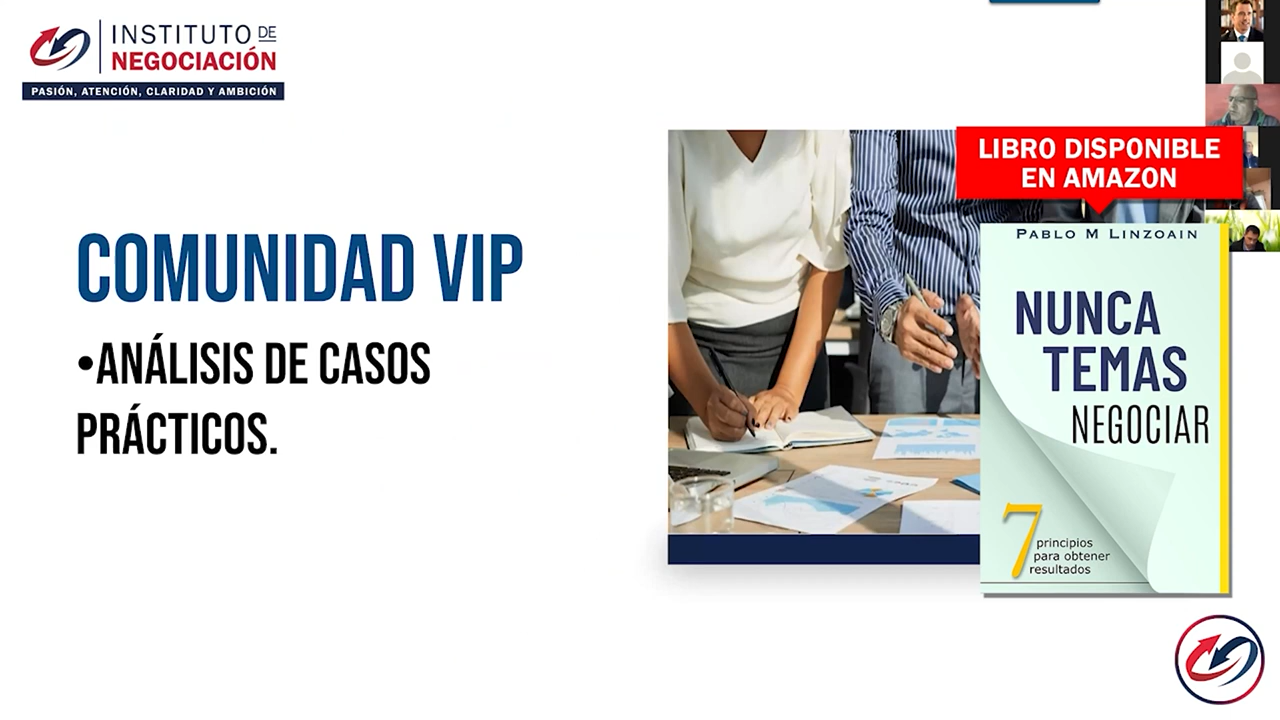 INSTITUTO DE
NEGOCIACIÓN
PASIÓN, ATENCIÓN, CLARIDAD Y AMBICIÓN
COMUNIDAD VIP
•ANÁLISIS DE CASOS
PRÁCTICOS.
LIBRO DISPONIBLE
EN AMAZON
PABLO M LINZOAIN
NUNCA
TEMAS
NEGOCIAR
7
principios
para obtener
resultados